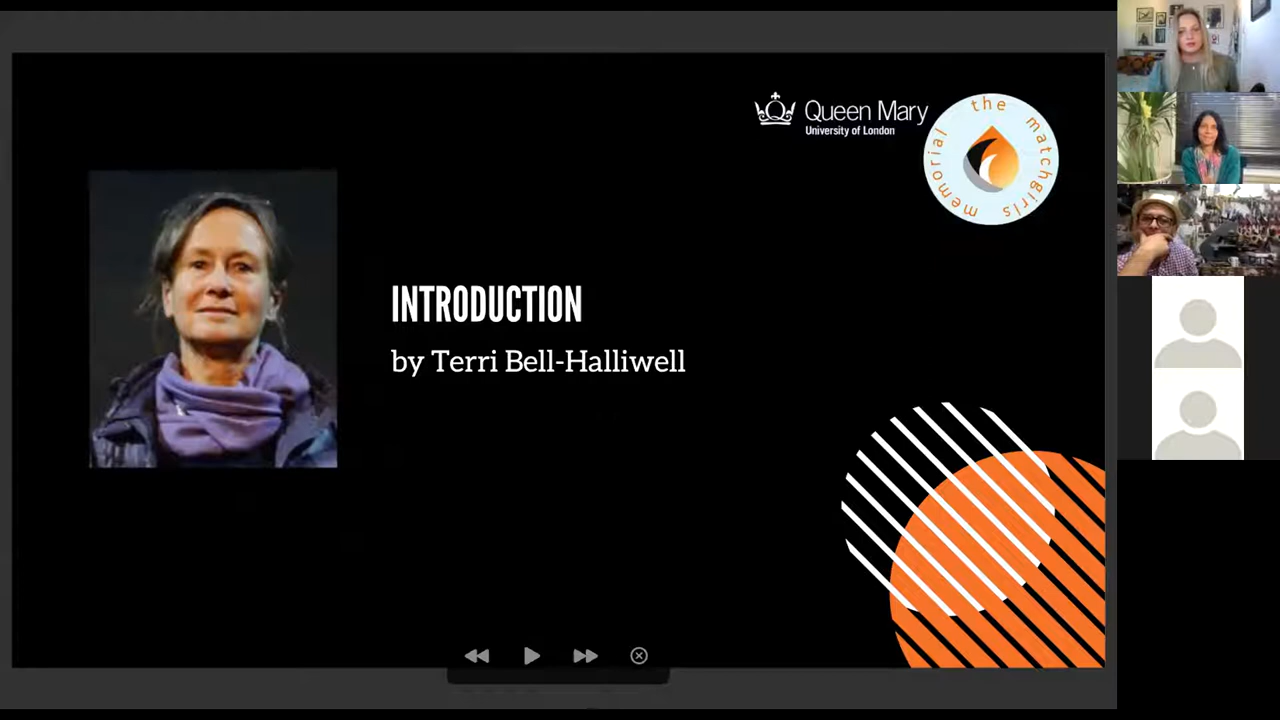 Queen Mary
University of London
the matchgirls memorial
INTRODUCTION
by Terri Bell-Halliwell